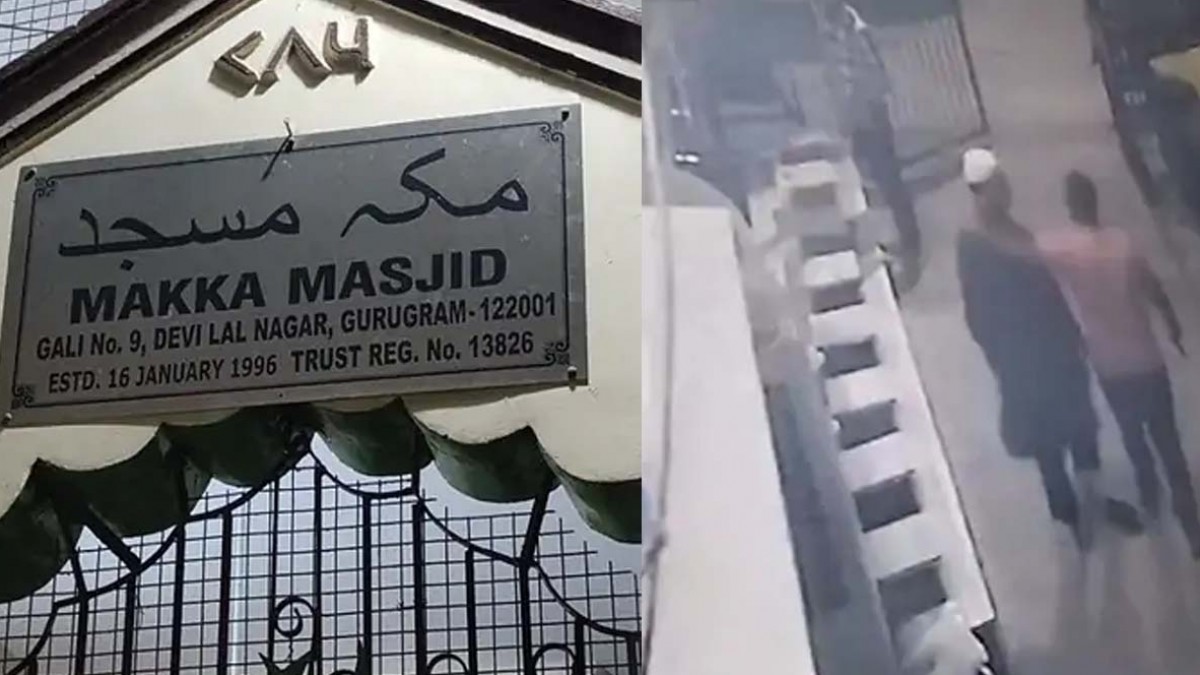 ۷۸۶
مکہ مسجد
MAKKA MASJID
GALI No. 9, DEVI LAL NAGAR, GURUGRAM-122001
ESTD. 16 JANUARY 1996 TRUST REG. No. 13826